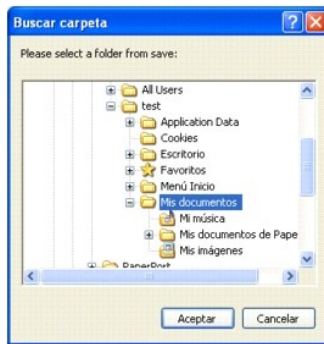 Buscar carpeta
Please select a folder from save:
All Users
test
Application Data
Cookies
Escritorio
Favoritos
Menú Inicio
Mis documentos
Mi música
Mis documentos de Pape
Mis imágenes
PaperPort
Aceptar
Cancelar